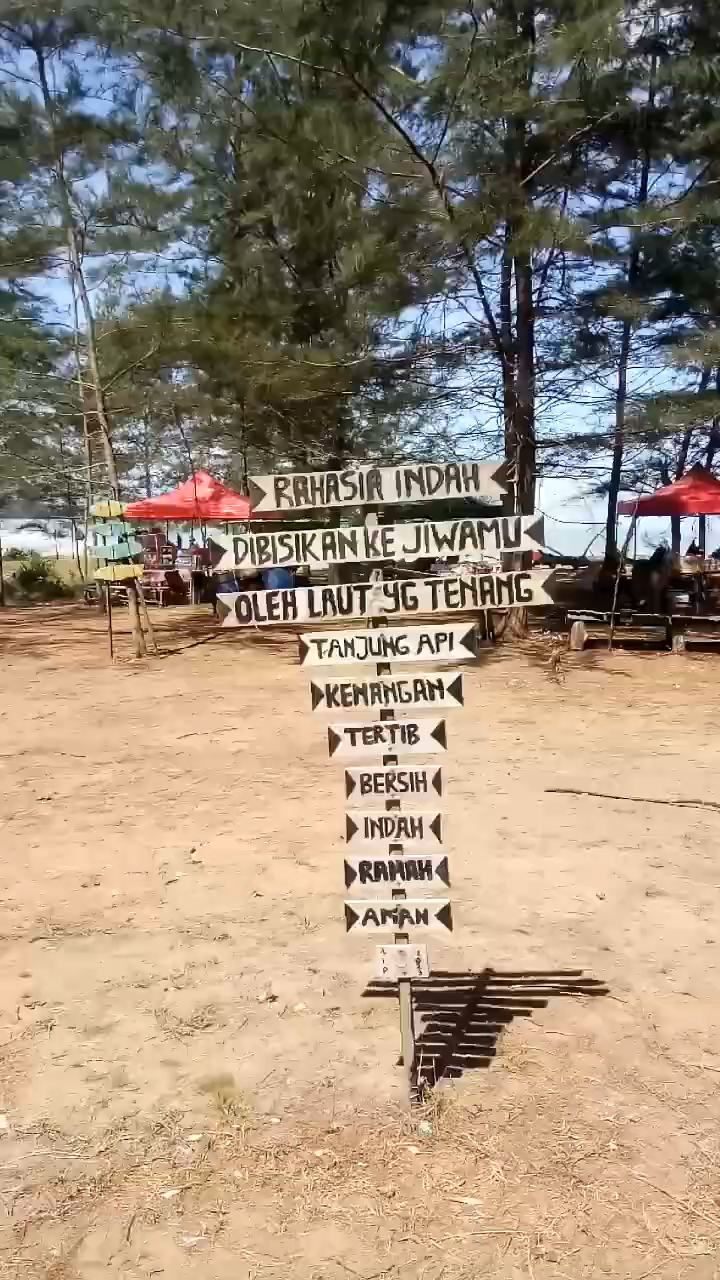 RAHASIA INDAH
DIBISIKAN KE JIWAMU
OLEH LAUT YG TENANG
TANJUNG API
KENANGAN
TERTIB
BERSIH
INDAH
RAMAH
AMAN